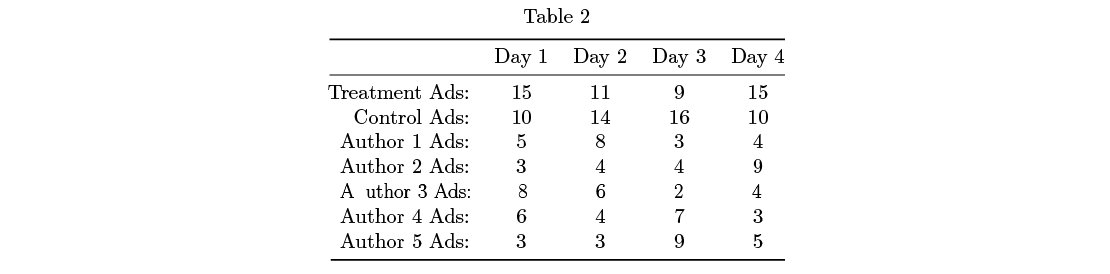 Table 2
Day 1 Day 2 Day 3 Day 4
Treatment Ads: 15 11 9 15
Control Ads: 10 14 16 10
Author 1 Ads: 5 8 3 4
Author 2 Ads: 3 4 4 9
A uthor 3 Ads: 8 6 2 4
Author 4 Ads: 6 4 7 3
Author 5 Ads: 3 3 9 5